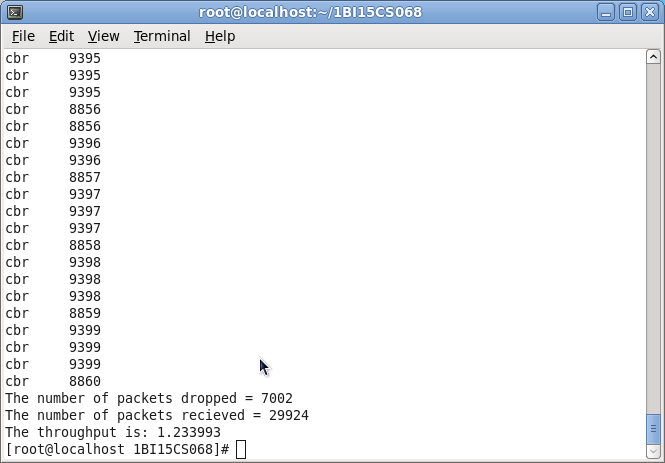 root@localhost:~/1BI15CS068
File Edit View Terminal Help
cbr 9395
cbr 9395
cbr 9395
cbr 8856
cbr 8856
cbr 9396
cbr 9396
cbr 8857
cbr 9397
cbr 9397
cbr 9397
cbr 8858
cbr 9398
cbr 9398
cbr 9398
cbr 8859
cbr 9399
cbr 9399
cbr 9399
cbr 8860
The number of packets dropped = 7002
The number of packets recieved = 29924
The throughput is: 1.233993
[root@localhost 1BI15CS068]#